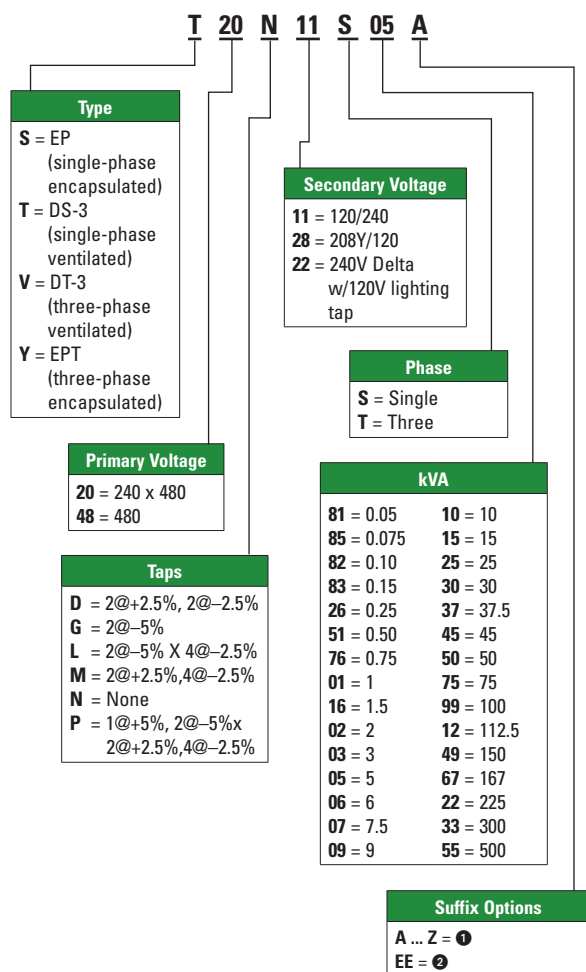 T 20 N 11 S 05 A
Type
S = EP
(single-phase
encapsulated)
T = DS-3
(single-phase
ventilated)
V = DT-3
(three-phase
ventilated)
Y = EPT
(three-phase
encapsulated)
Secondary Voltage
11 = 120/240
28 = 208Y/120
22 = 240V Delta
w/120V lighting
tap
Phase
S = Single
T = Three
Primary Voltage
20 = 240 x 480
48 = 480
Taps
D = 2@+2.5%, 2@–2.5%
G = 2@–5%
L = 2@–5% X 4@–2.5%
M = 2@+2.5%,4@–2.5%
N = None
P = 1@+5%, 2@–5%x
2@+2.5%,4@–2.5%
kVA
81 = 0.05
85 = 0.075
82 = 0.10
83 = 0.15
26 = 0.25
51 = 0.50
76 = 0.75
01 = 1
16 = 1.5
02 = 2
03 = 3
05 = 5
06 = 6
07 = 7.5
09 = 9
10 = 10
15 = 15
25 = 25
30 = 30
37 = 37.5
45 = 45
50 = 50
75 = 75
99 = 100
12 = 112.5
49 = 150
67 = 167
22 = 225
33 = 300
55 = 500
Suffix Options
A ... Z = ❶
EE = ❷